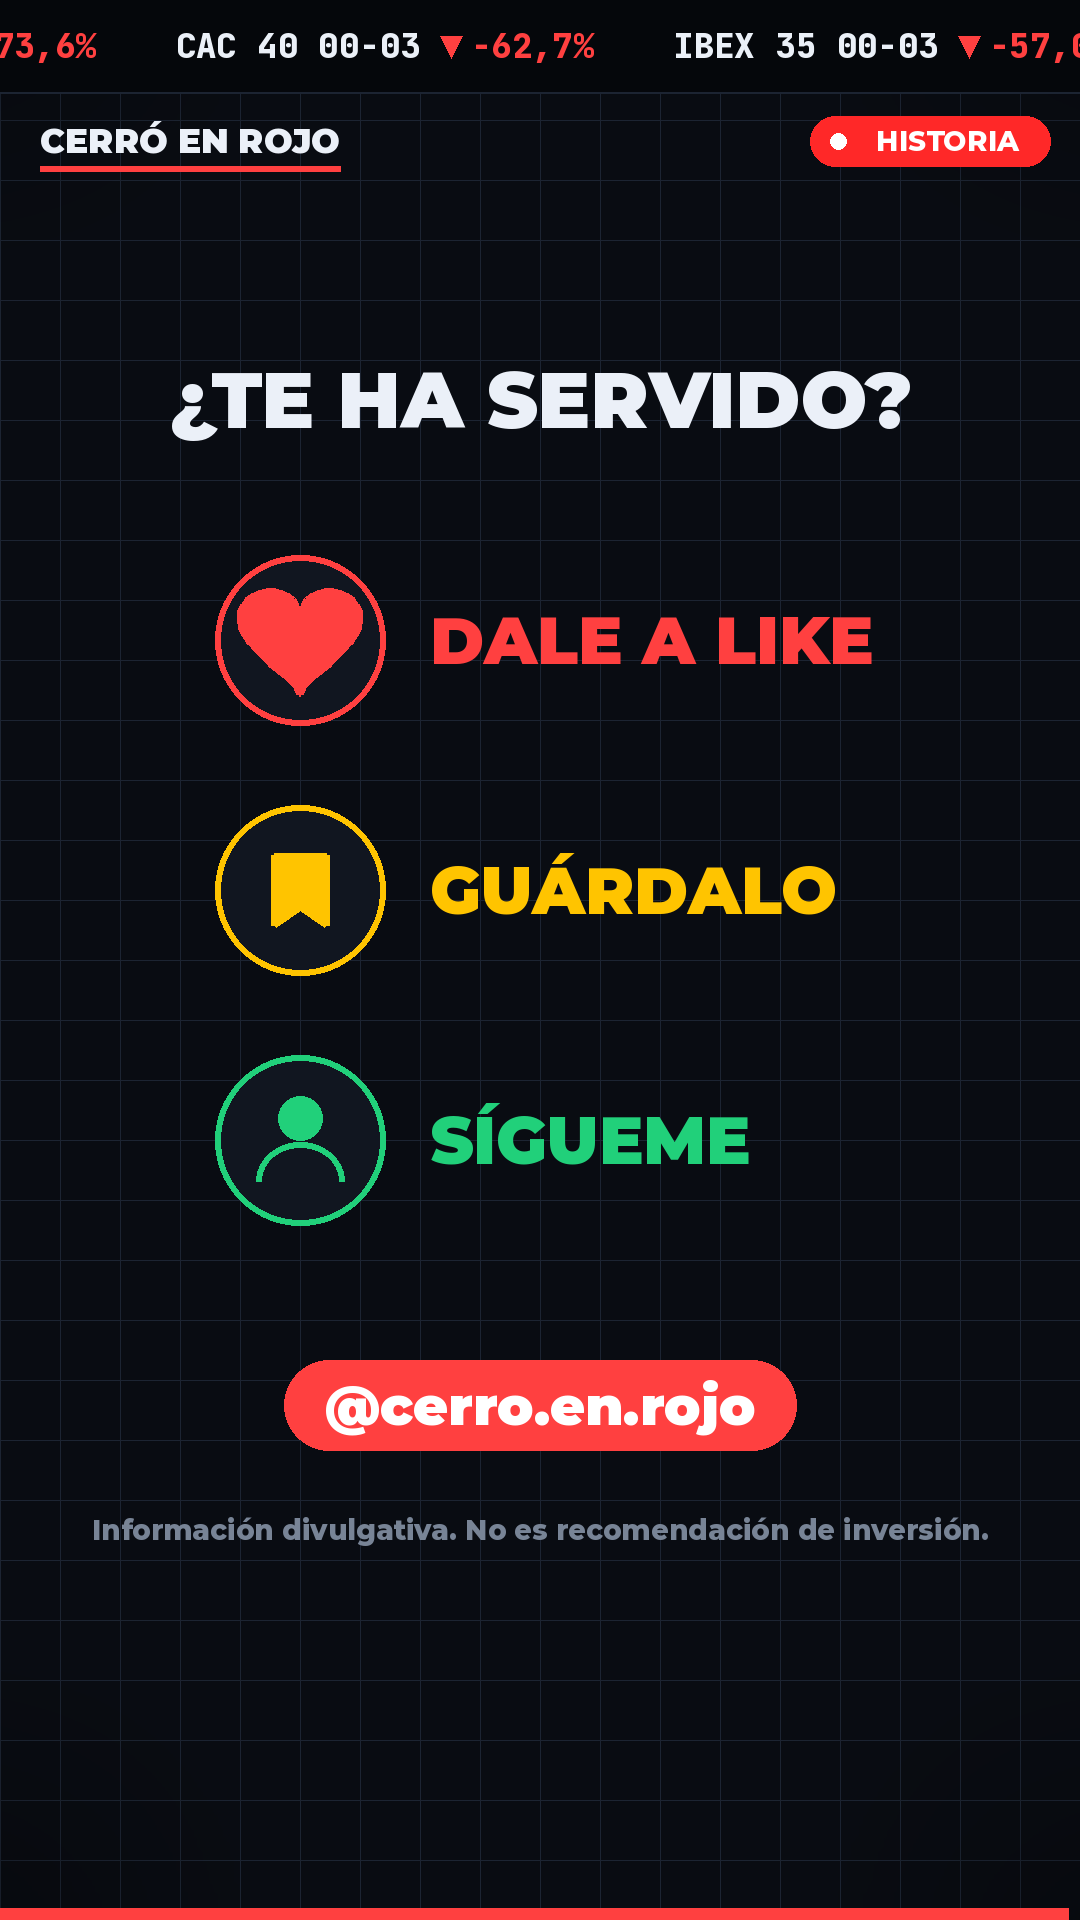 73,6% CAC 40 00-03 ▼ -62,7% IBEX 35 00-03 ▼ -57,
CERRÓ EN ROJO
HISTORIA
¿TE HA SERVIDO?
DALE A LIKE
GUÁRDALO
SÍGUEME
@cerro.en.rojo
Información divulgativa. No es recomendación de inversión.